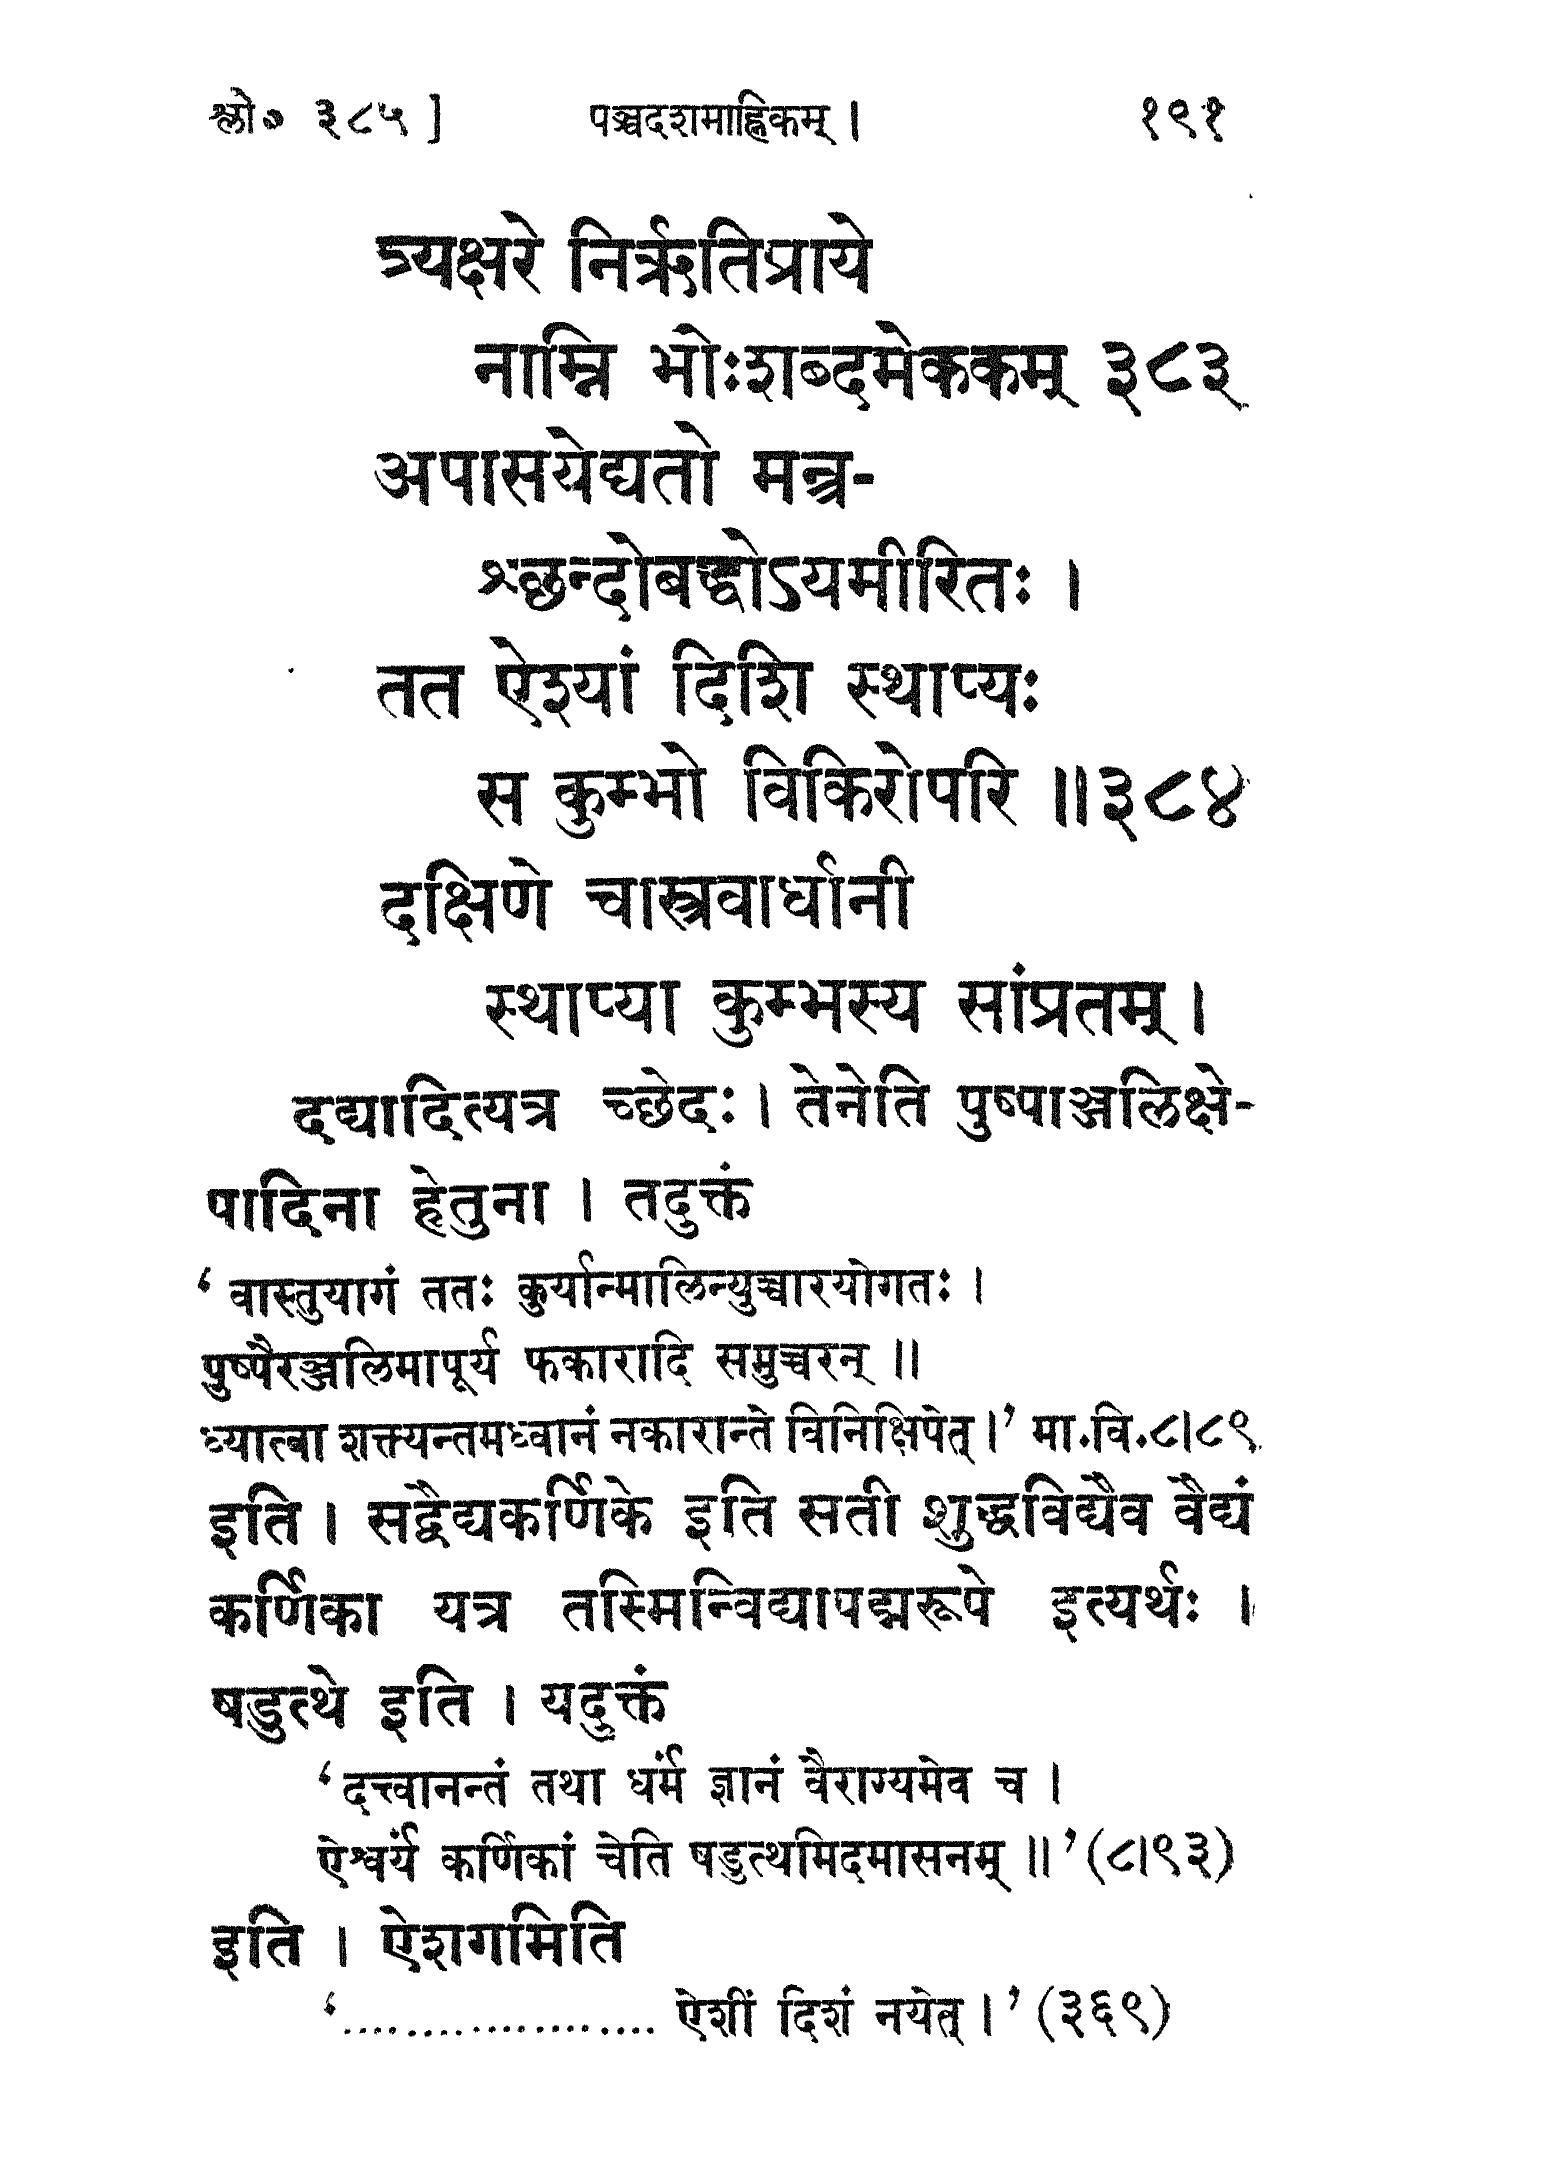 श्लो० ३८५ ] पञ्चदशमाह्निकम् । १९१
ऽयक्षरे निरृतिप्राये
नाम्नि भोःशब्दमेककम् ३८३
अपासयेद्यतो मन्त्र-
श्छन्दोबद्धोऽयमीरितः ।
तत ऐश्यां दिशि स्थाप्यः
स कुम्भो विकिरोपरि ॥३८४
दक्षिणे चास्त्रवार्धानी
स्थाप्या कुम्भस्य सांप्रतम् ।
दद्यादित्यत्र च्छेदः । तेनेति पुष्पाञ्जलिक्षे-
पादिना हेतुना । तदुक्तं
‘ वास्तुयागं ततः कुर्यान्मालिन्युच्चारयोगतः ।
पुष्पैरञ्जलिमापूर्य फकारादि समुच्चरन् ॥
ध्यात्वा शक्त्यन्तमध्वानं नकारान्ते विनिक्षिपेत् ।’ मा.वि.८।८९
इति । सद्वैद्यकर्णिके इति सती शुद्धविद्यैव वैद्यं
कर्णिका यत्र तस्मिन्विद्यापद्मरूपे इत्यर्थः ।
षडुत्थे इति । यदुक्तं
‘ दत्त्वानन्तं तथा धर्मं ज्ञानं वैराग्यमेव च ।
ऐश्वर्यं कर्णिकां चेति षडुत्थमिदमासनम् ॥ ’ (८।९३)
इति । ऐशगमिति
‘.................... ऐशीं दिशं नयेत् ।’ (३६९)